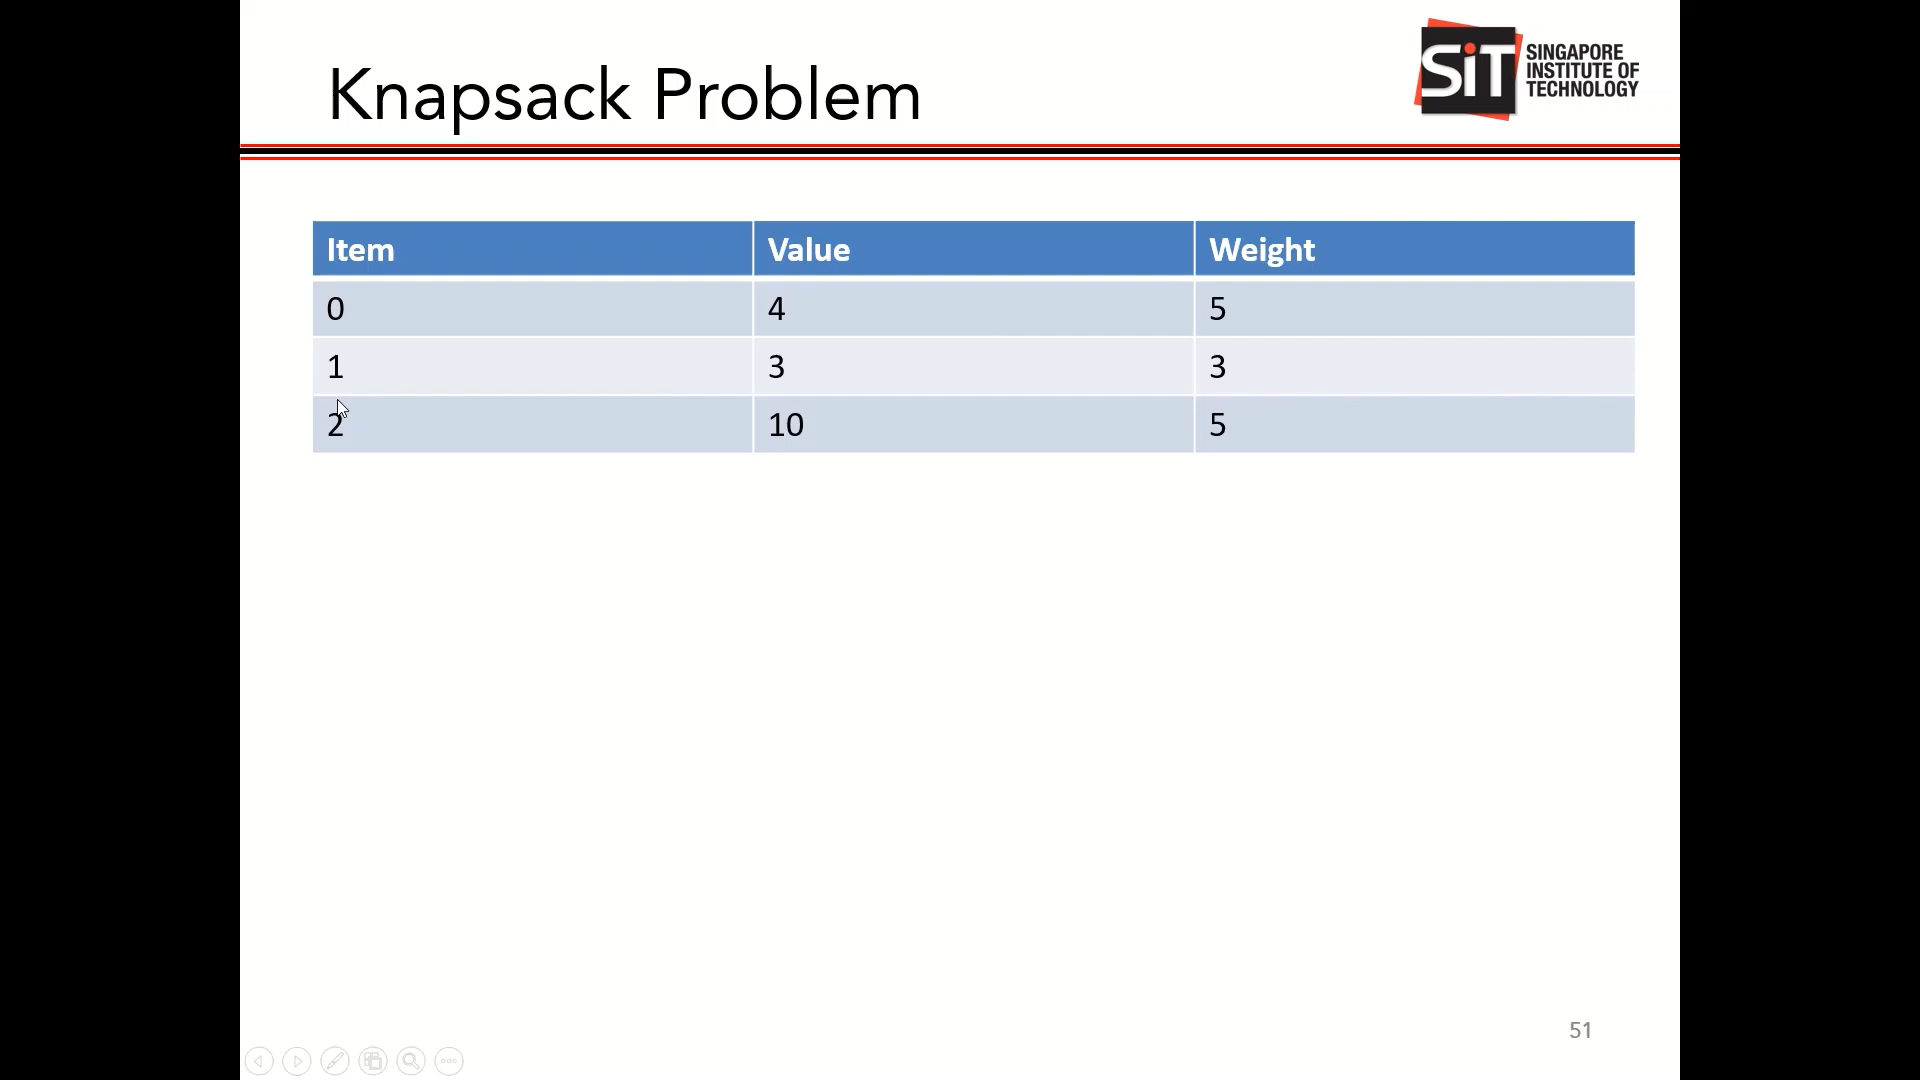 Knapsack Problem
SiT SINGAPORE
INSTITUTE OF
TECHNOLOGY
Item Value Weight
0 4 5
1 3 3
2 10 5
51